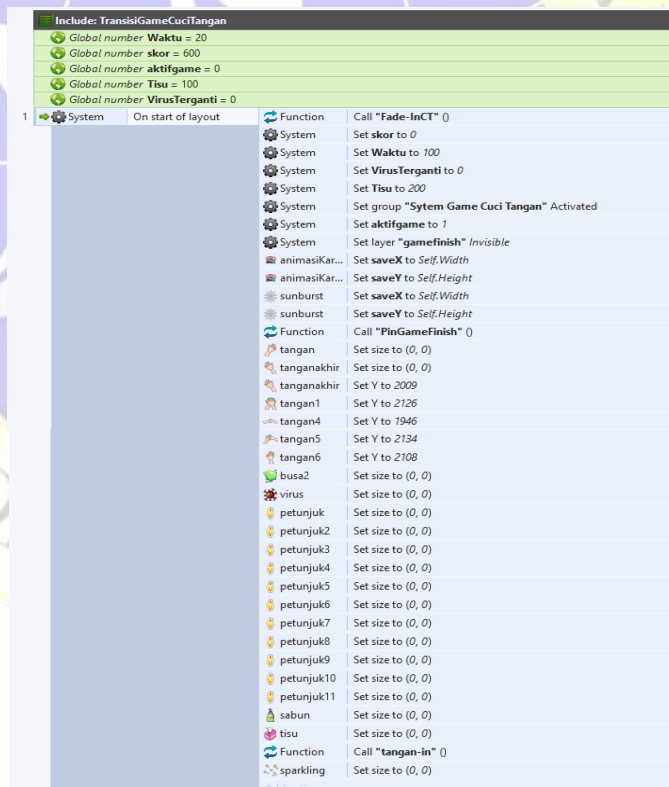 Include: TransisiGameCuciTangan
Global number Waktu = 20
Global number skor = 600
Global number aktifgame = 0
Global number Tisu = 100
Global number VirusTerganti = 0
1 System On start of layout Function Call "Fade-InCT" ()
System Set skor to 0
System Set Waktu to 100
System Set VirusTerganti to 0
System Set Tisu to 200
System Set group "Sytem Game Cuci Tangan" Activated
System Set aktifgame to 1
System Set layer "gamefinish" Invisible
animasiKar... Set saveX to Self.Width
animasiKar... Set saveY to Self.Height
sunburst Set saveX to Self.Width
sunburst Set saveY to Self.Height
Function Call "PinGameFinish" ()
tangan Set size to (0, 0)
tanganakhir Set size to (0, 0)
tanganakhir Set Y to 2009
tangan1 Set Y to 2126
tangan4 Set Y to 1946
tangan5 Set Y to 2134
tangan6 Set Y to 2108
busa2 Set size to (0, 0)
virus Set size to (0, 0)
petunjuk Set size to (0, 0)
petunjuk2 Set size to (0, 0)
petunjuk3 Set size to (0, 0)
petunjuk4 Set size to (0, 0)
petunjuk5 Set size to (0, 0)
petunjuk6 Set size to (0, 0)
petunjuk7 Set size to (0, 0)
petunjuk8 Set size to (0, 0)
petunjuk9 Set size to (0, 0)
petunjuk10 Set size to (0, 0)
petunjuk11 Set size to (0, 0)
sabun Set size to (0, 0)
tisu Set size to (0, 0)
Function Call "tangan-in" ()
sparkling Set size to (0, 0)